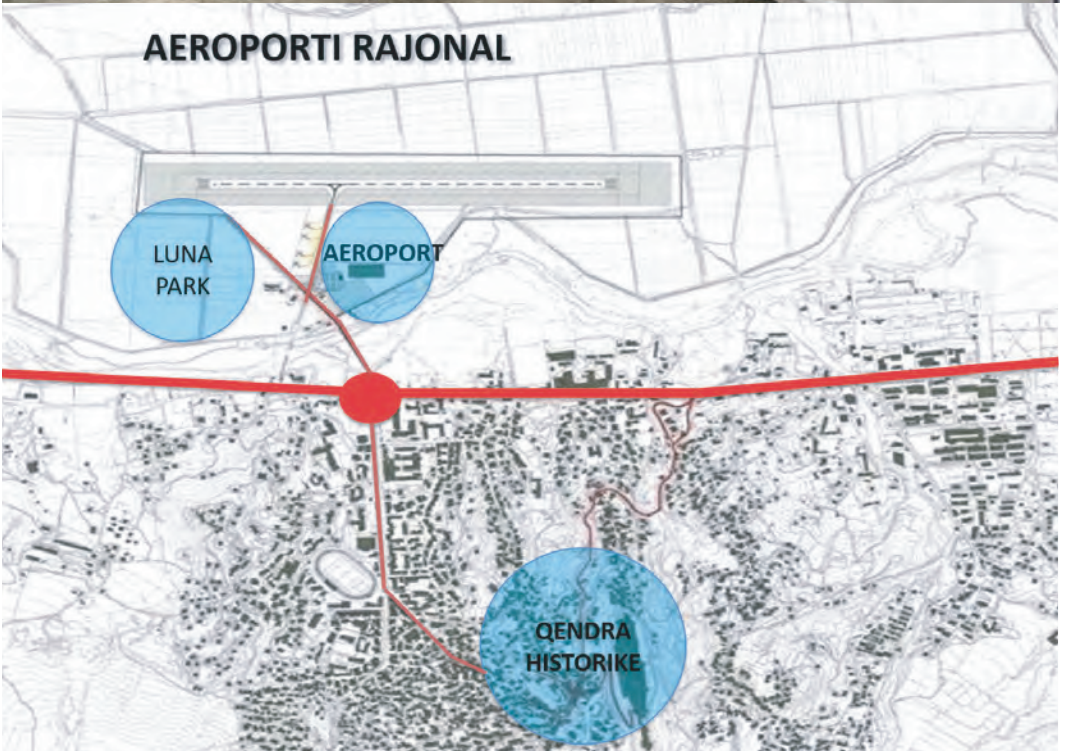 AEROPORTI RAJONAL
LUNA
PARK
AEROPORT
QENDRA
HISTORIKE